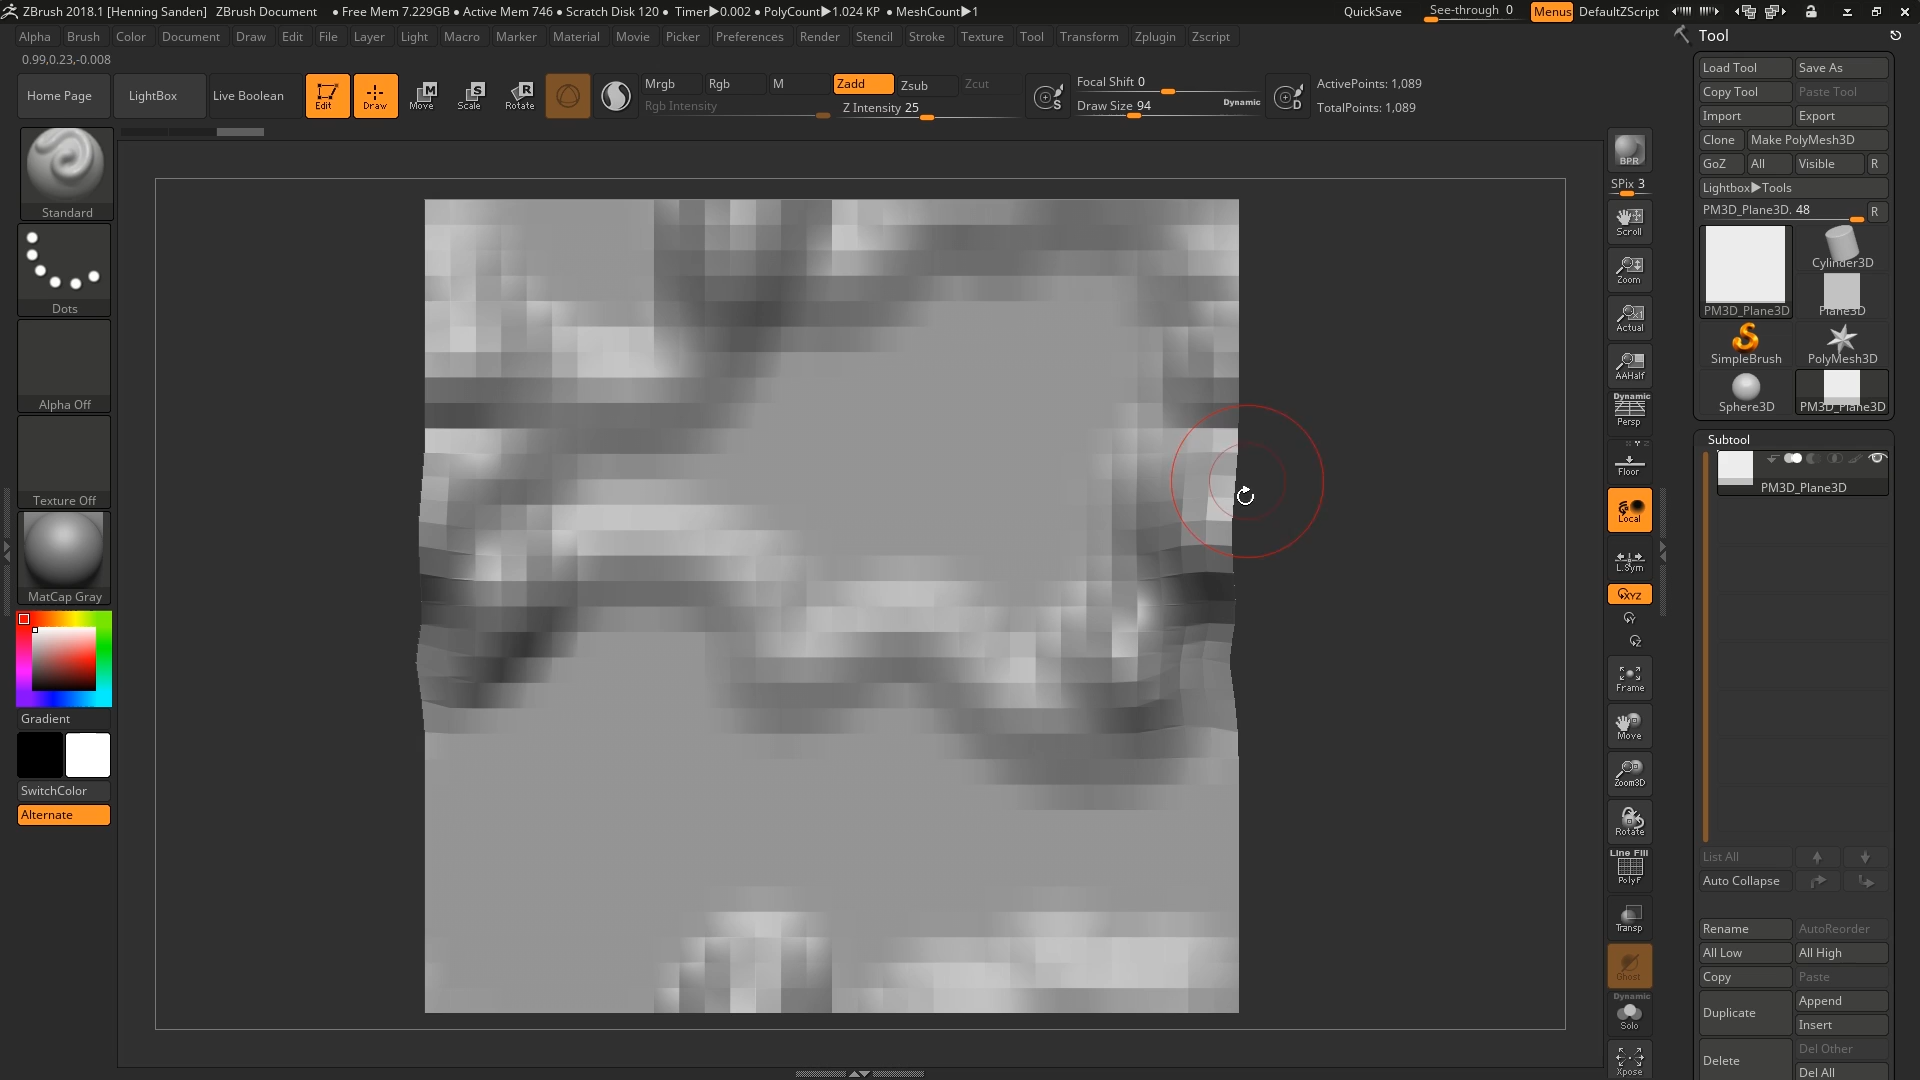 ZBrush 2018.1 [Henning Sanden] ZBrush Document • Free Mem 7.229GB • Active Mem 746 • Scratch Disk 120 • Timer▶0.002 • PolyCount▶1.024 KP • MeshCount▶1 QuickSave See-through 0 Menus DefaultZScript
Alpha Brush Color Document Draw Edit File Layer Light Macro Marker Material Movie Picker Preferences Render Stencil Stroke Texture Tool Transform Zplugin Zscript
0.99,0.23,-0.008
Home Page LightBox Live Boolean Edit Draw Move Scale Rotate
Mrgb Rgb M Zadd Zsub Zcut
Rgb Intensity Z Intensity 25
S
Focal Shift 0
Draw Size 94 Dynamic
D
ActivePoints: 1,089
TotalPoints: 1,089
Standard
Dots
Alpha Off
Texture Off
MatCap Gray
Gradient
SwitchColor
Alternate
BPR
SPix 3
Scroll
Zoom
Actual
AAHalf
Dynamic
Persp
Floor
Local
L.Sym
XYZ
Y
Z
Frame
Move
Zoom3D
Rotate
Line Fill
PolyF
Transp
Ghost
Dynamic
Solo
Xpose
Tool
Load Tool Save As
Copy Tool Paste Tool
Import Export
Clone Make PolyMesh3D
GoZ All Visible R
Lightbox▶Tools
PM3D_Plane3D. 48 R
Cylinder3D
PM3D_Plane3D Plane3D
SimpleBrush PolyMesh3D
Sphere3D PM3D_Plane3D
Subtool
PM3D_Plane3D
List All
Auto Collapse
Rename AutoReorder
All Low All High
Copy Paste
Duplicate Append
Insert
Delete Del Other
Del All